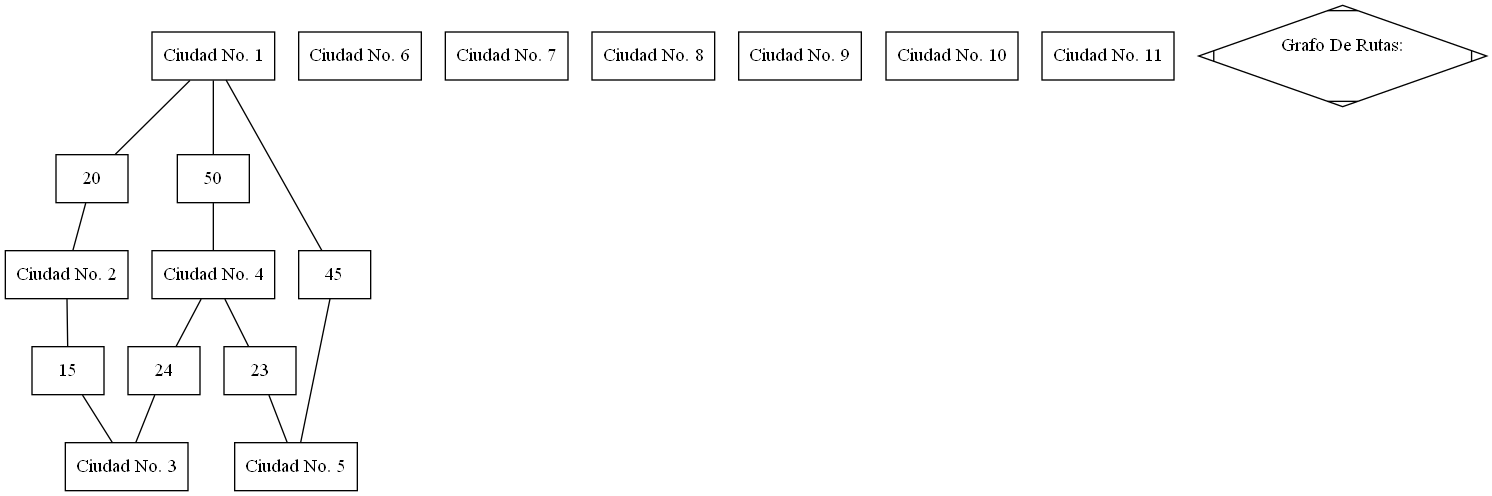 Ciudad No. 1
Ciudad No. 6
Ciudad No. 7
Ciudad No. 8
Ciudad No. 9
Ciudad No. 10
Ciudad No. 11
Grafo De Rutas:
20
50
Ciudad No. 2
Ciudad No. 4
45
15
24
23
Ciudad No. 3
Ciudad No. 5